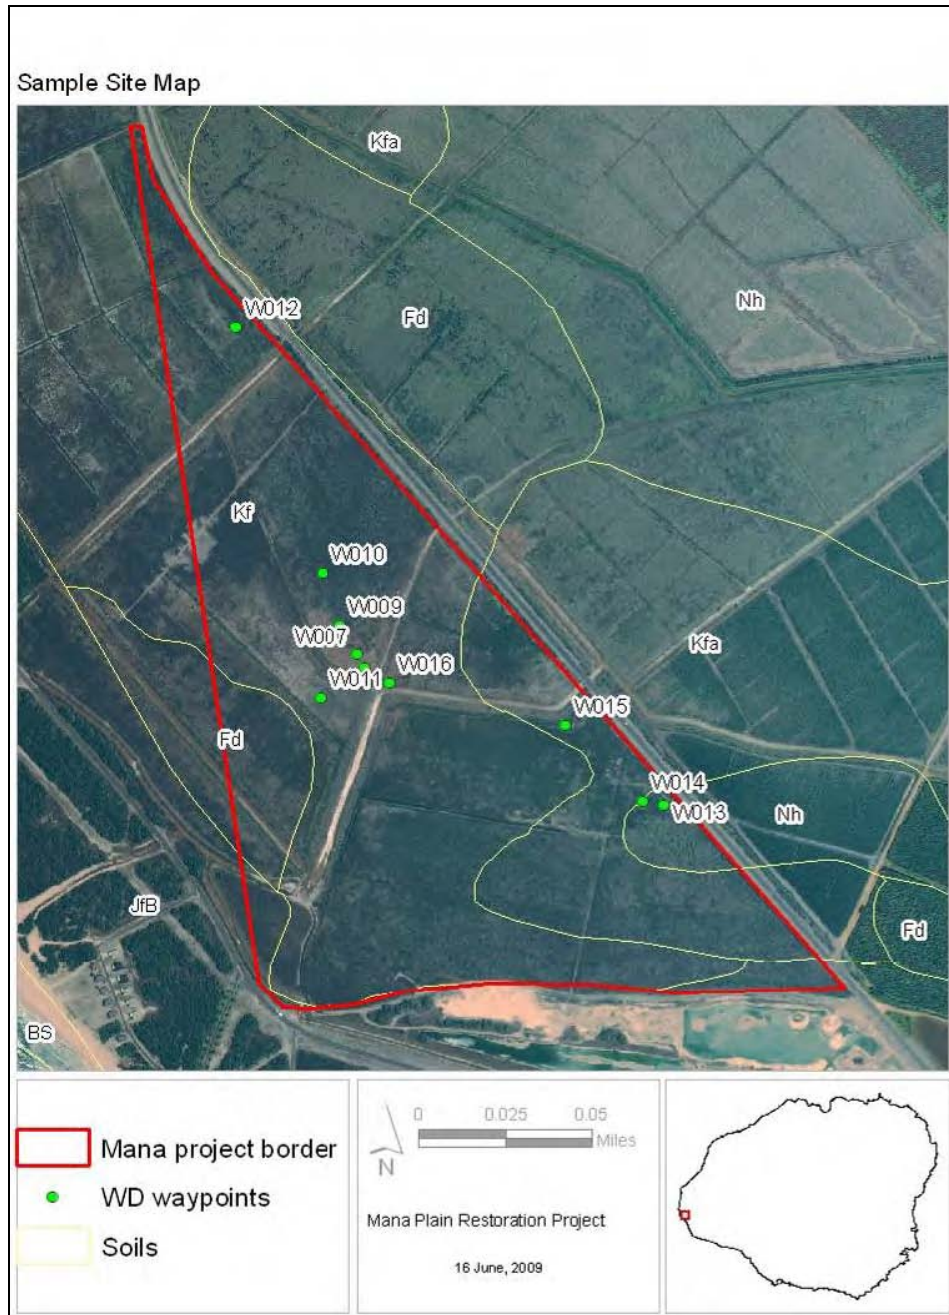 Sample Site Map
Kfa
Nh
W012
Fd
Kf
W010
W009
W007
Kfa
W016
W011
W015
Fd
W014
W013
Nh
JfB
Fd
BS
Mana project border
WD waypoints
Soils
0 0.025 0.05
Miles
N
Mana Plain Restoration Project
16 June, 2009